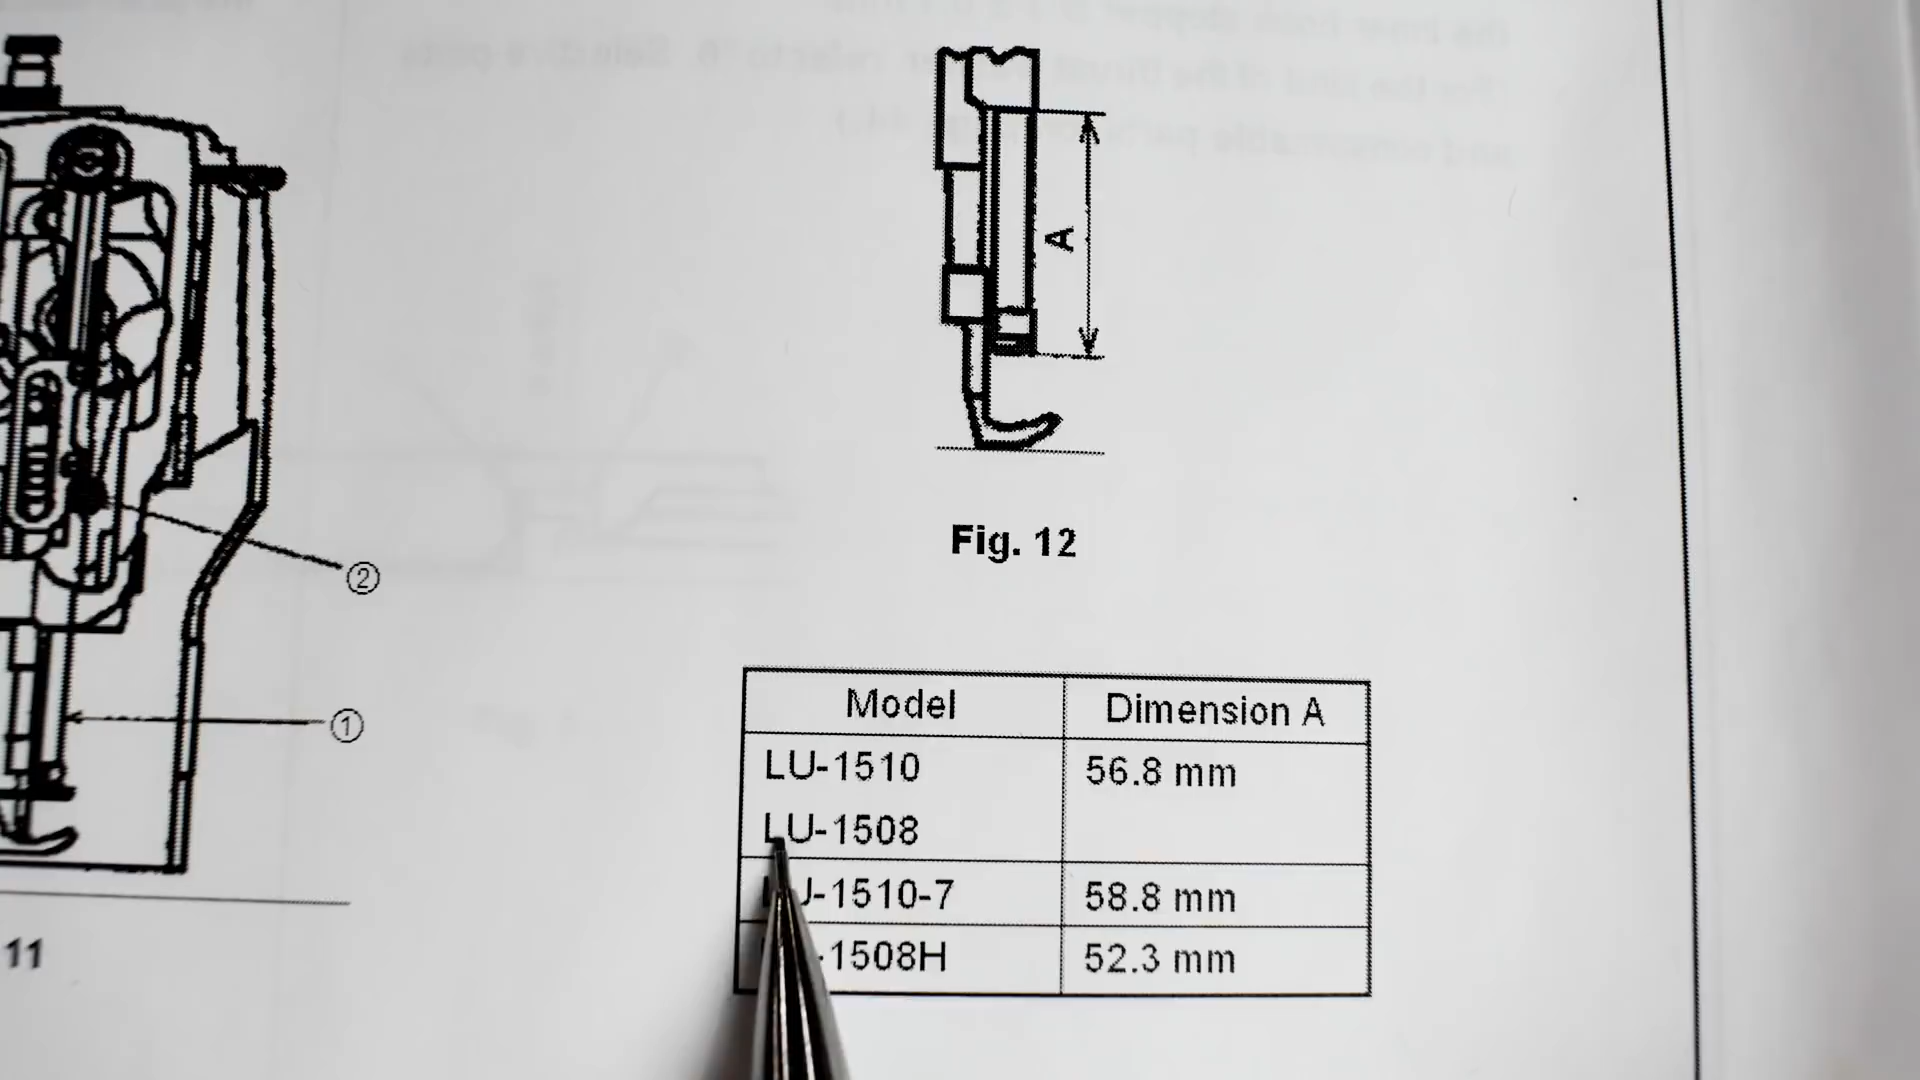 A
Fig. 12
②
①
11
Model Dimension A
LU-1510 56.8 mm
LU-1508
U-1510-7 58.8 mm
-1508H 52.3 mm